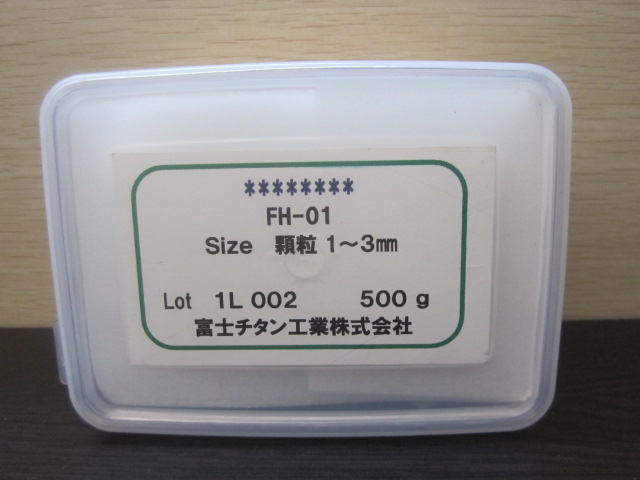 ********
FH-01
Size 顆粒 1～3mm
Lot 1L 002 500 g
富士チタン工業株式会社